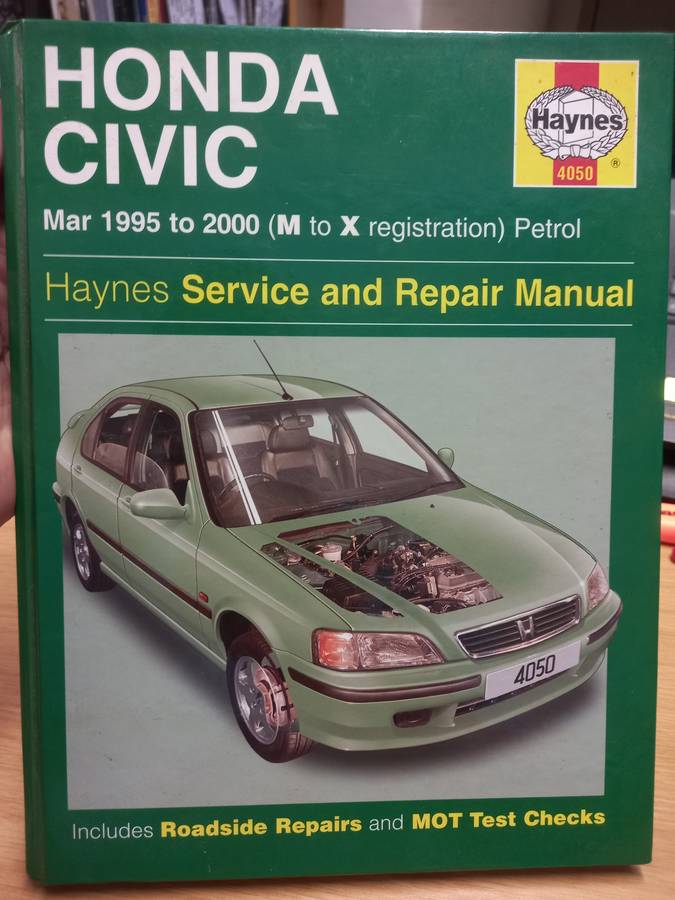 HONDA
CIVIC
Haynes
4050
®
Mar 1995 to 2000 (M to X registration) Petrol
Haynes Service and Repair Manual
4050
Includes Roadside Repairs and MOT Test Checks